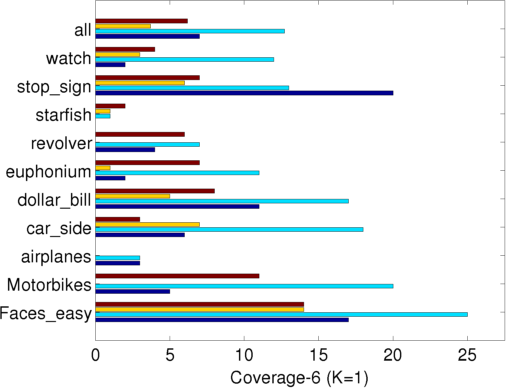 all
watch
stop_sign
starfish
revolver
euphonium
dollar_bill
car_side
airplanes
Motorbikes
Faces_easy
0 5 10 15 20 25
Coverage-6 (K=1)